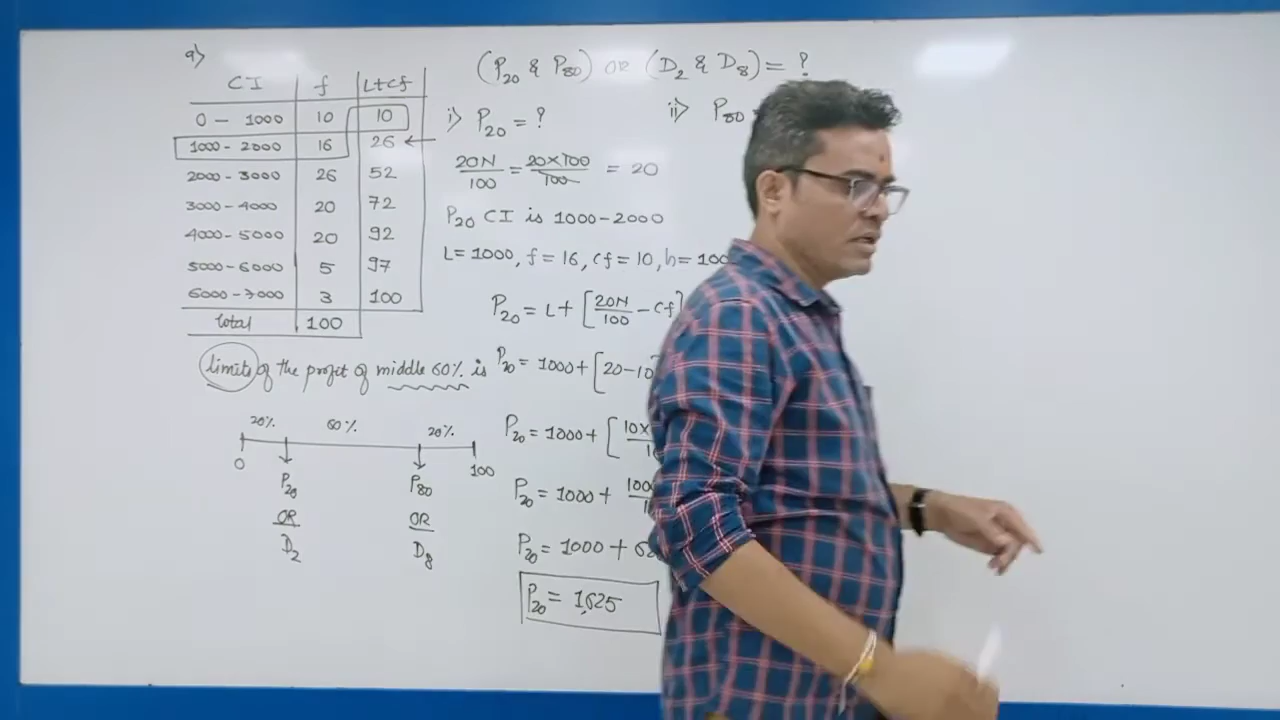 a>
CI f L+Cf
0 - 1000 10 10
1000 - 2000 16 26 ←
2000 - 3000 26 52
3000 - 4000 20 72
4000 - 5000 20 92
5000 - 6000 5 97
6000 - 7000 3 100
Total 100
limits of the profit of middle 60% is
20% 60% 20%
0 100
P20 P80
OR OR
D2 D8
(P20 & P80) OR (D2 & D8) = ?
i> P20 = ?
20N/100 = 20×100/100 = 20
P20 CI is 1000-2000
L= 1000, f= 16, Cf= 10, h= 100
P20 = L+ [20N/100 - Cf]
P20 = 1000+ [20-10
P20 = 1000+ [10×
P20 = 1000+ 100
P20 = 1000 + 62
P20 = 1,625
ii> P80